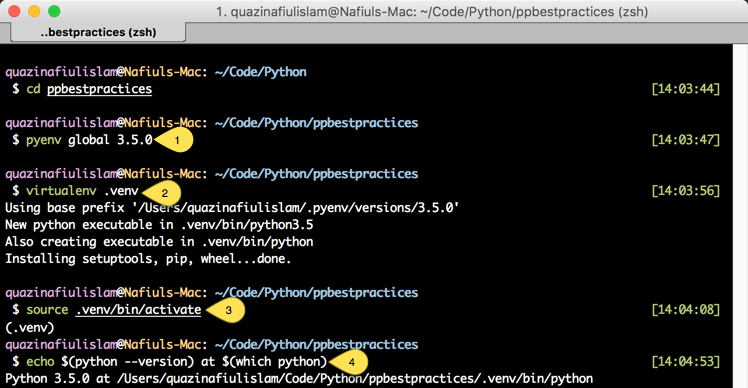 1. quazinafiulislam@Nafiuls-Mac: ~/Code/Python/ppbestpractices (zsh)
..bestpractices (zsh)
quazinafiulislam@Nafiuls-Mac: ~/Code/Python
$ cd ppbestpractices [14:03:44]
quazinafiulislam@Nafiuls-Mac: ~/Code/Python/ppbestpractices
$ pyenv global 3.5.0 1 [14:03:47]
quazinafiulislam@Nafiuls-Mac: ~/Code/Python/ppbestpractices
$ virtualenv .venv 2 [14:03:56]
Using base prefix '/Users/quazinafiulislam/.pyenv/versions/3.5.0'
New python executable in .venv/bin/python3.5
Also creating executable in .venv/bin/python
Installing setuptools, pip, wheel...done.
quazinafiulislam@Nafiuls-Mac: ~/Code/Python/ppbestpractices
$ source .venv/bin/activate 3 [14:04:08]
(.venv)
quazinafiulislam@Nafiuls-Mac: ~/Code/Python/ppbestpractices
$ echo $(python --version) at $(which python) 4 [14:04:53]
Python 3.5.0 at /Users/quazinafiulislam/Code/Python/ppbestpractices/.venv/bin/python